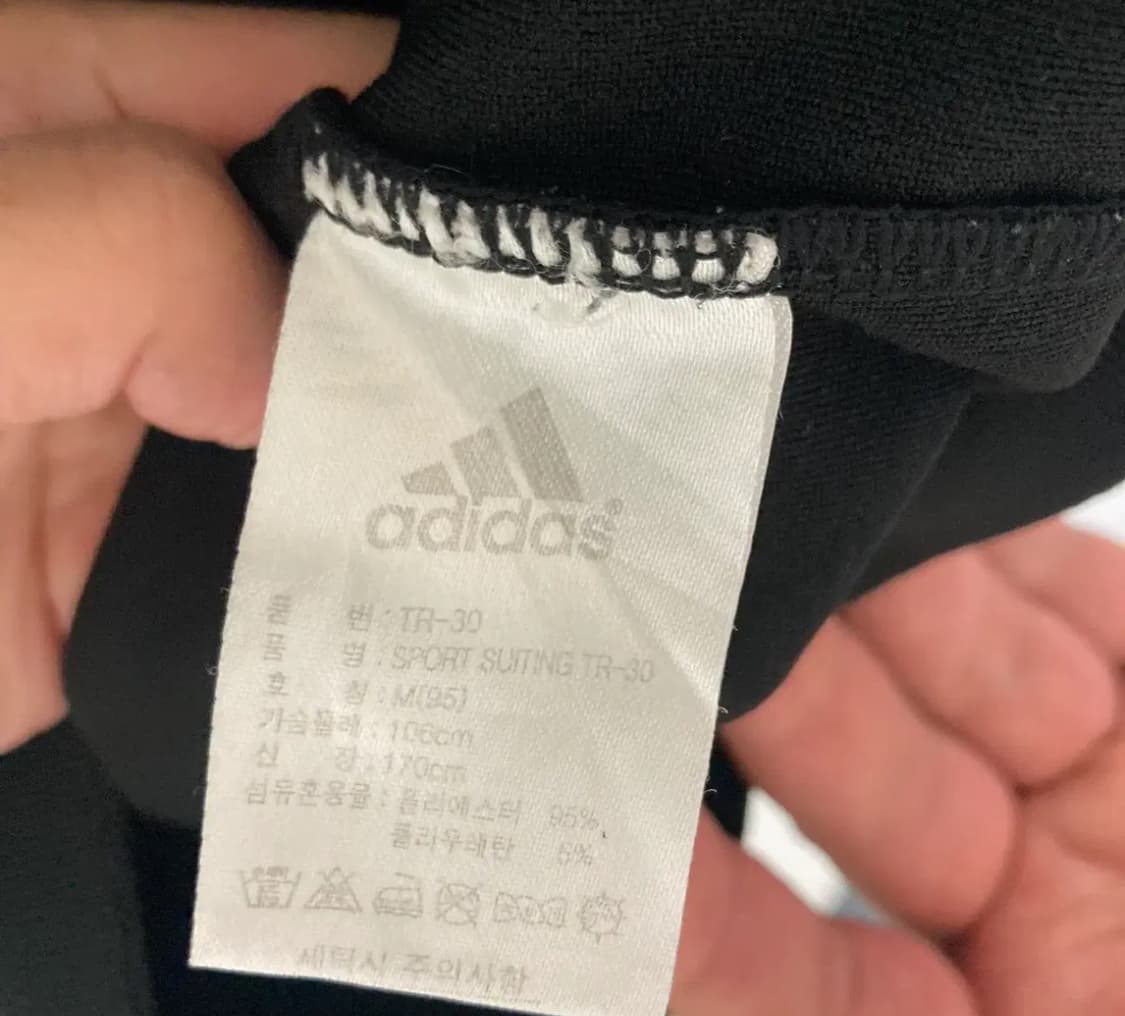 adidas®
품 번 : TR-30
품 명 : SPORT SUITING TR-30
호 칭 : M(95)
가슴둘레 : 106cm
신 장 : 170cm
섬유혼용율 : 폴리에스터 95%
폴리우레탄 5%
세탁시 주의사항